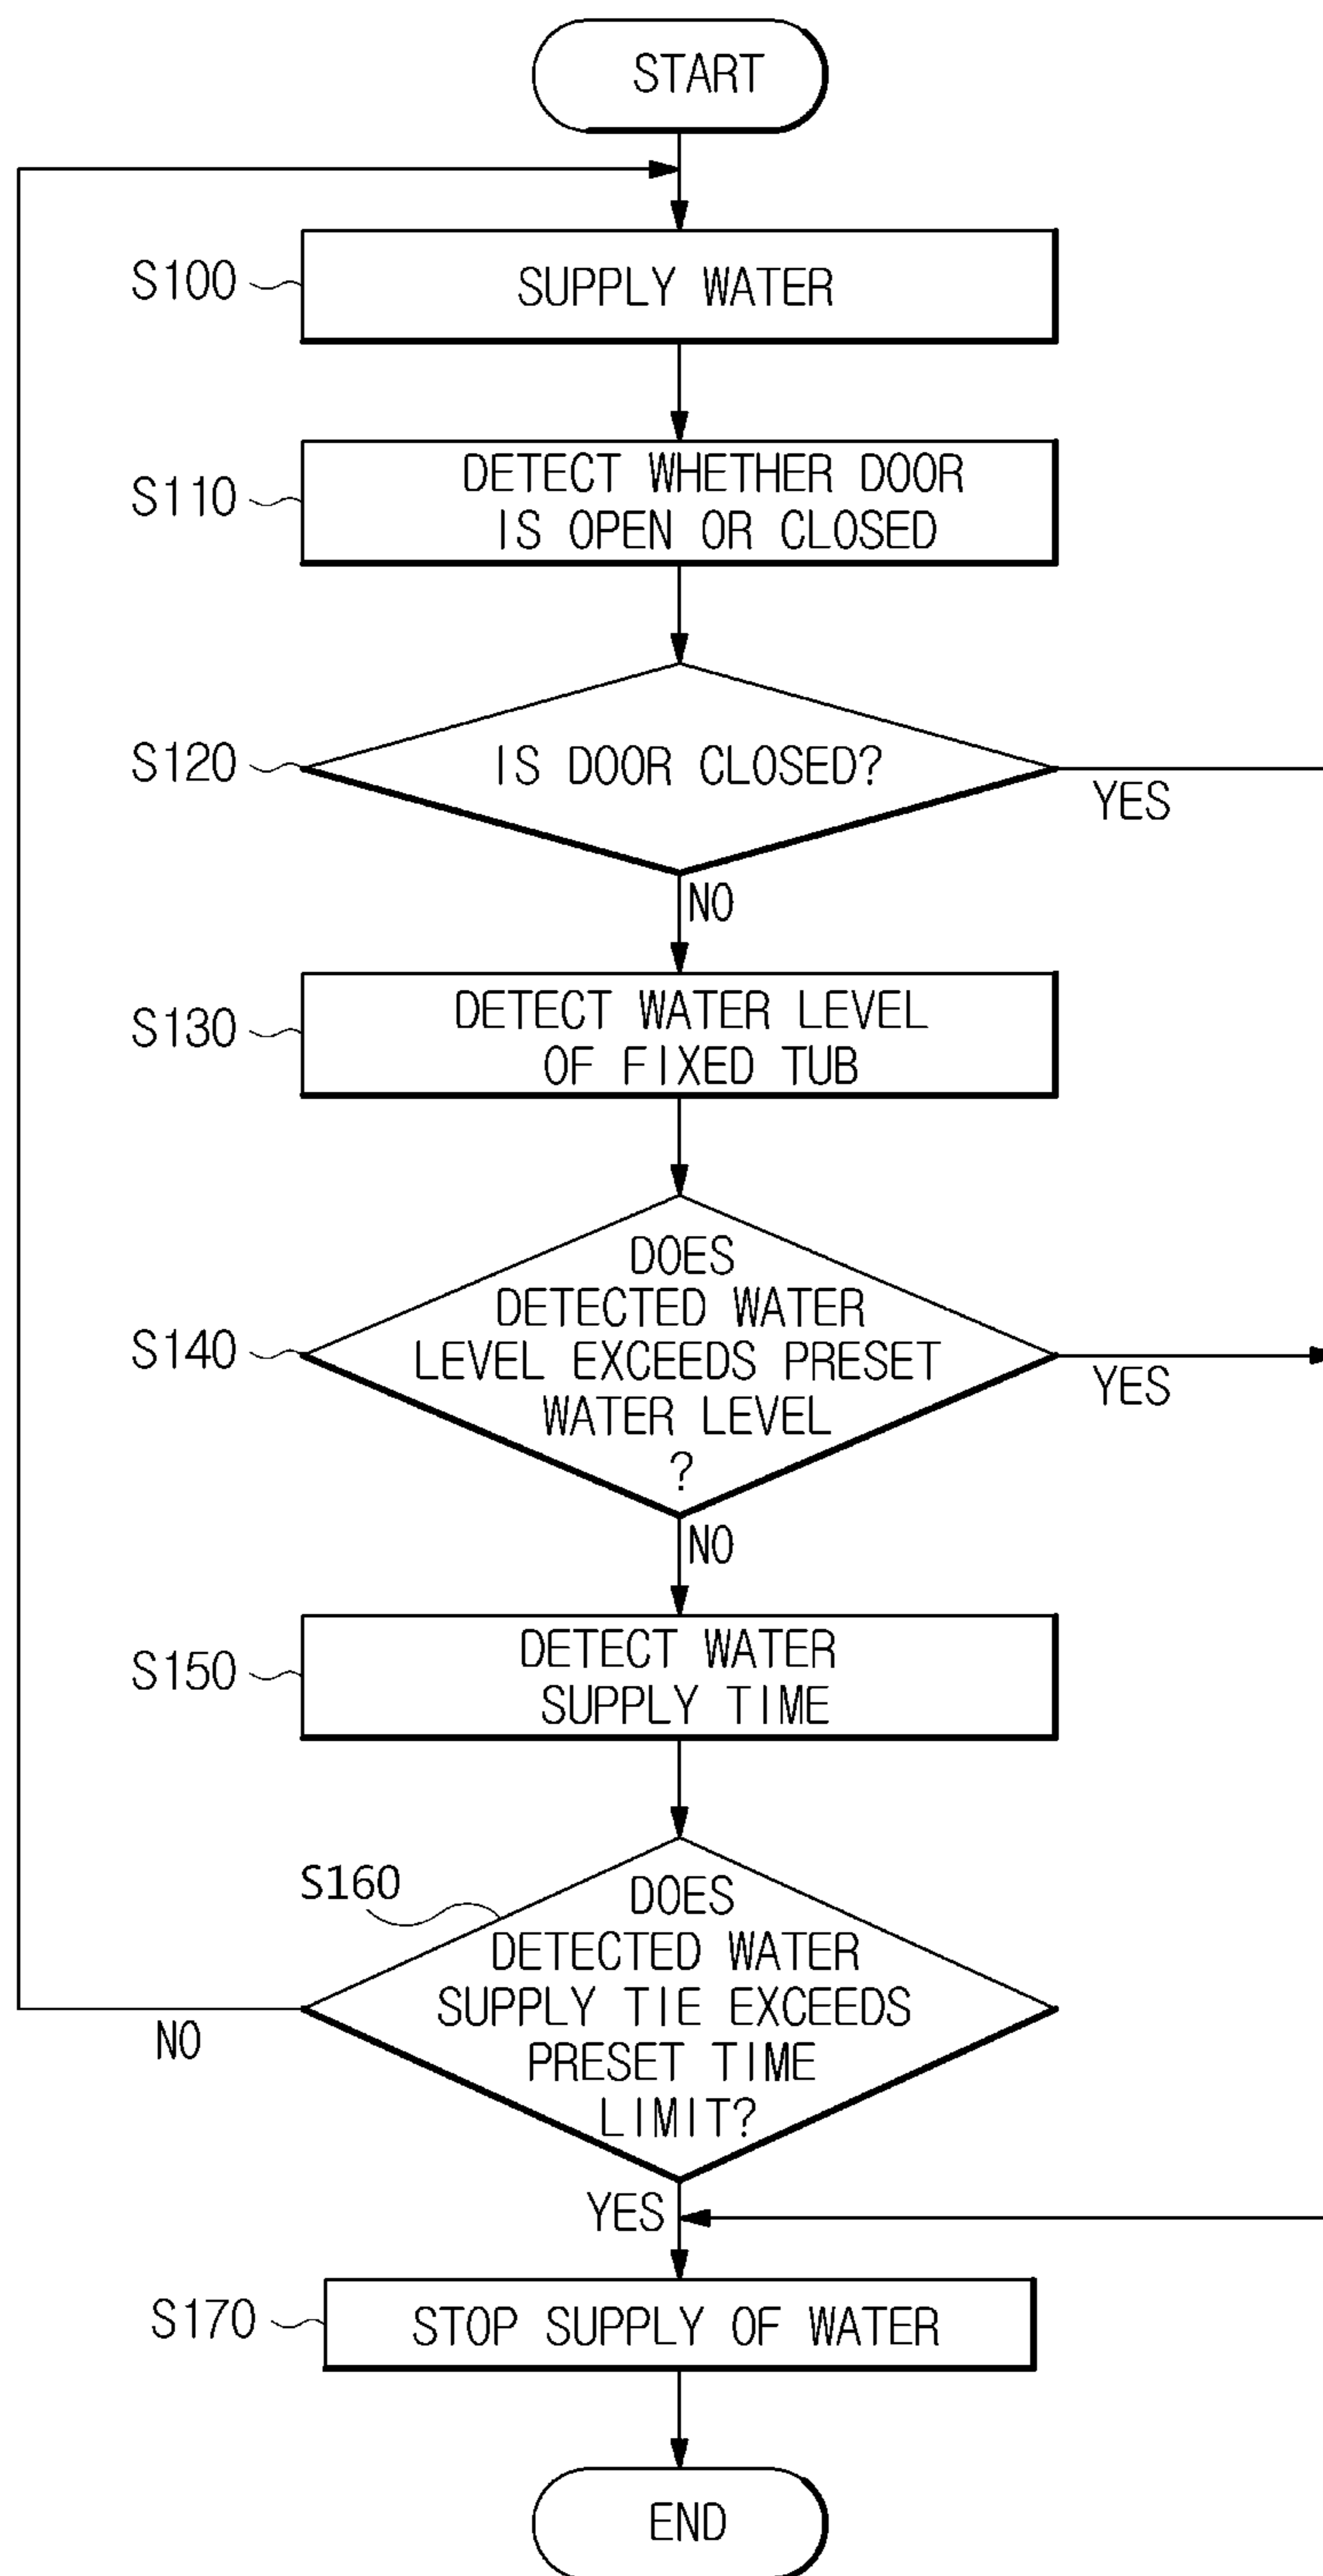 START
S100
SUPPLY WATER
S110
DETECT WHETHER DOOR
IS OPEN OR CLOSED
S120
IS DOOR CLOSED?
YES
NO
S130
DETECT WATER LEVEL
OF FIXED TUB
S140
DOES
DETECTED WATER
LEVEL EXCEEDS PRESET
WATER LEVEL
?
YES
NO
S150
DETECT WATER
SUPPLY TIME
S160
DOES
DETECTED WATER
SUPPLY TIE EXCEEDS
PRESET TIME
LIMIT?
NO
YES
S170
STOP SUPPLY OF WATER
END